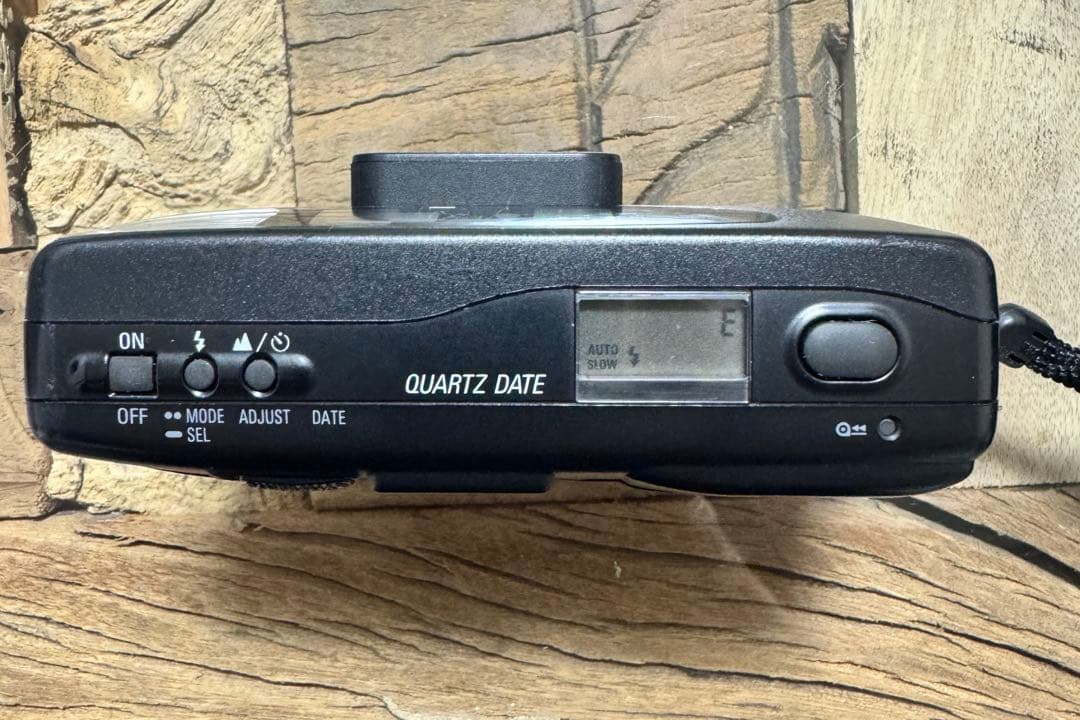 ON
OFF
MODE ADJUST DATE
SEL
QUARTZ DATE
E
AUTO
SLOW